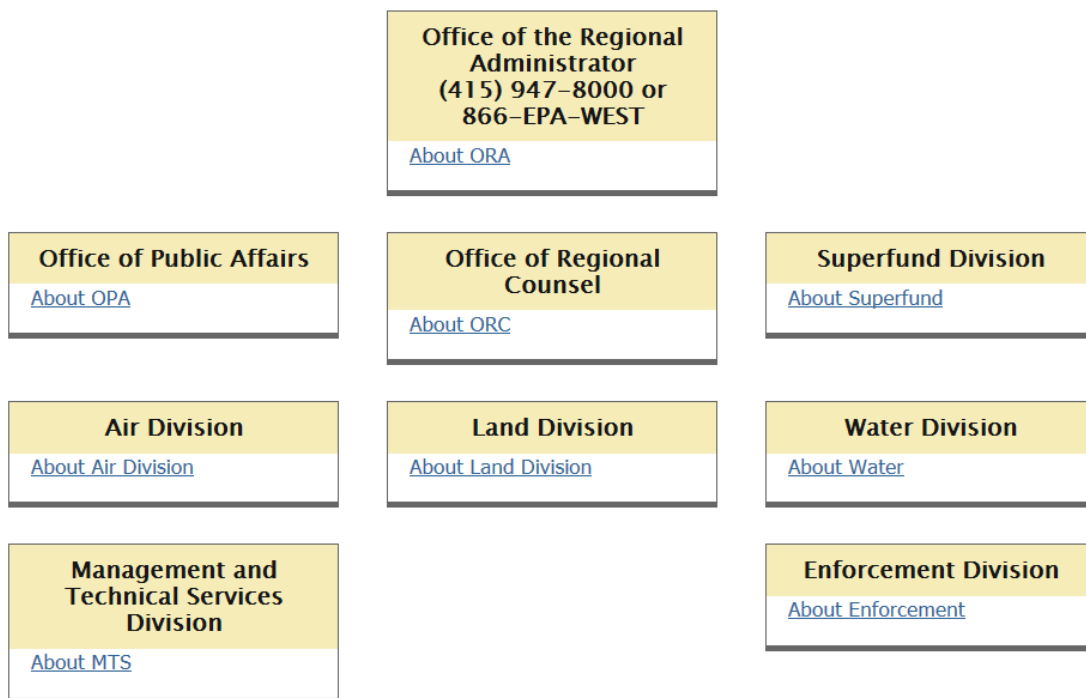 Office of the Regional
Administrator
(415) 947-8000 or
866-EPA-WEST
About ORA
Office of Public Affairs
About OPA
Office of Regional
Counsel
About ORC
Superfund Division
About Superfund
Air Division
About Air Division
Land Division
About Land Division
Water Division
About Water
Management and
Technical Services
Division
About MTS
Enforcement Division
About Enforcement